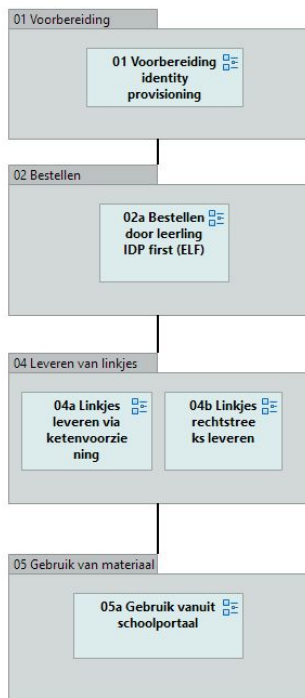 01 Voorbereiding
01 Voorbereiding
identity
provisioning
02 Bestellen
02a Bestellen
door leerling
IDP first (ELF)
04 Leveren van linkjes
04a Linkjes
leveren via
ketenvoorzie
ning
04b Linkjes
rechtstree
ks leveren
05 Gebruik van materiaal
05a Gebruik vanuit
schoolportaal